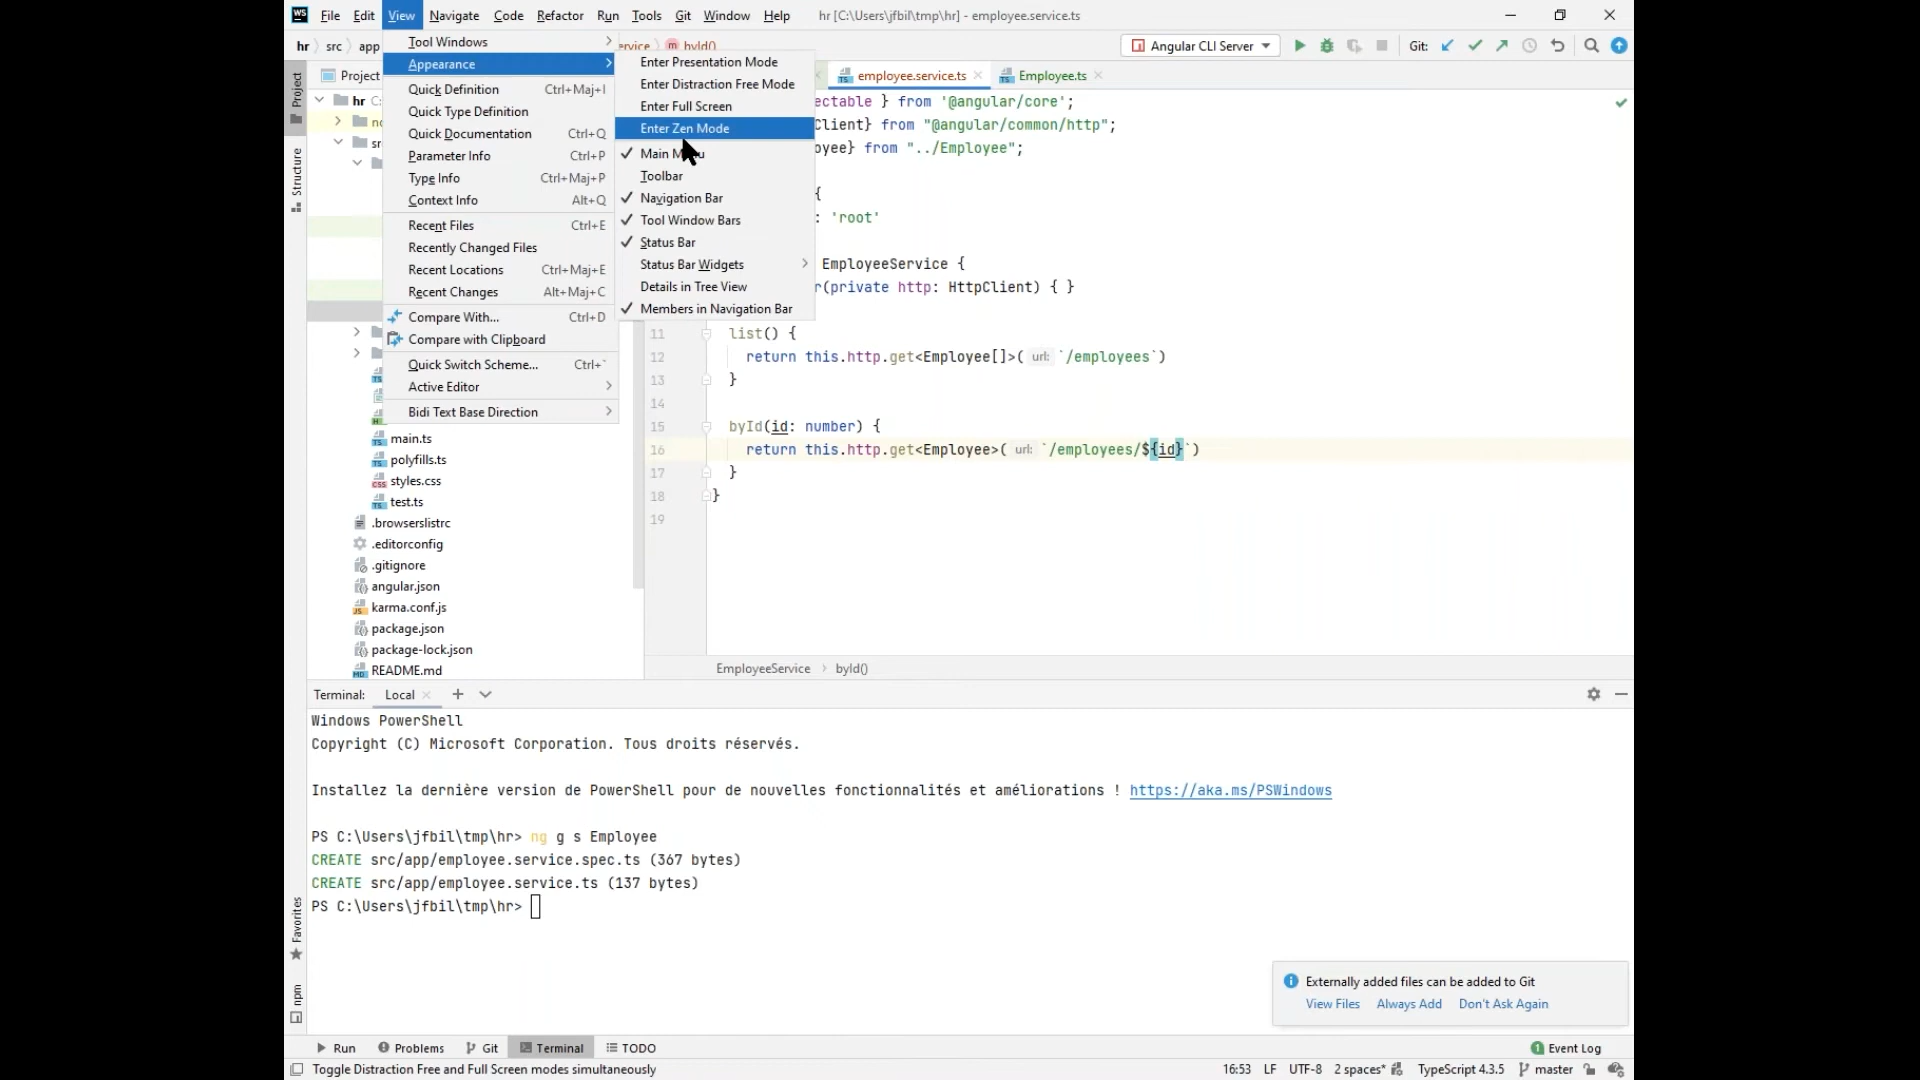 WS File Edit View Navigate Code Refactor Run Tools Git Window Help hr [C:\Users\jfbil\tmp\hr] - employee.service.ts
hr src app ervice m byId() Angular CLI Server Git:
Tool Windows
Appearance
Quick Definition Ctrl+Maj+I
Quick Type Definition
Quick Documentation Ctrl+Q
Parameter Info Ctrl+P
Type Info Ctrl+Maj+P
Context Info Alt+Q
Recent Files Ctrl+E
Recently Changed Files
Recent Locations Ctrl+Maj+E
Recent Changes Alt+Maj+C
Compare With... Ctrl+D
Compare with Clipboard
Quick Switch Scheme... Ctrl+`
Active Editor
Bidi Text Base Direction
Enter Presentation Mode
Enter Distraction Free Mode
Enter Full Screen
Enter Zen Mode
Main M u
Toolbar
Navigation Bar
Tool Window Bars
Status Bar
Status Bar Widgets
Details in Tree View
Members in Navigation Bar
Project
Structure
Favorites
npm
Project
hr C:
no
sr
main.ts
polyfills.ts
styles.css
test.ts
.browserslistrc
.editorconfig
.gitignore
angular.json
karma.conf.js
package.json
package-lock.json
README.md
employee.service.ts Employee.ts
ectable } from '@angular/core';
Client} from "@angular/common/http";
oyee} from "../Employee";
{
: 'root'
EmployeeService {
r(private http: HttpClient) { }
11 list() {
12 return this.http.get<Employee[]>( url: `/employees`)
13 }
14
15 byId(id: number) {
16 return this.http.get<Employee>( url: `/employees/${id}`)
17 }
18 }
19
EmployeeService byId()
Terminal: Local
Windows PowerShell
Copyright (C) Microsoft Corporation. Tous droits réservés.
Installez la dernière version de PowerShell pour de nouvelles fonctionnalités et améliorations ! https://aka.ms/PSWindows
PS C:\Users\jfbil\tmp\hr> ng g s Employee
CREATE src/app/employee.service.spec.ts (367 bytes)
CREATE src/app/employee.service.ts (137 bytes)
PS C:\Users\jfbil\tmp\hr>
Externally added files can be added to Git
View Files Always Add Don't Ask Again
Run Problems Git Terminal TODO 1 Event Log
Toggle Distraction Free and Full Screen modes simultaneously 16:53 LF UTF-8 2 spaces* TypeScript 4.3.5 master